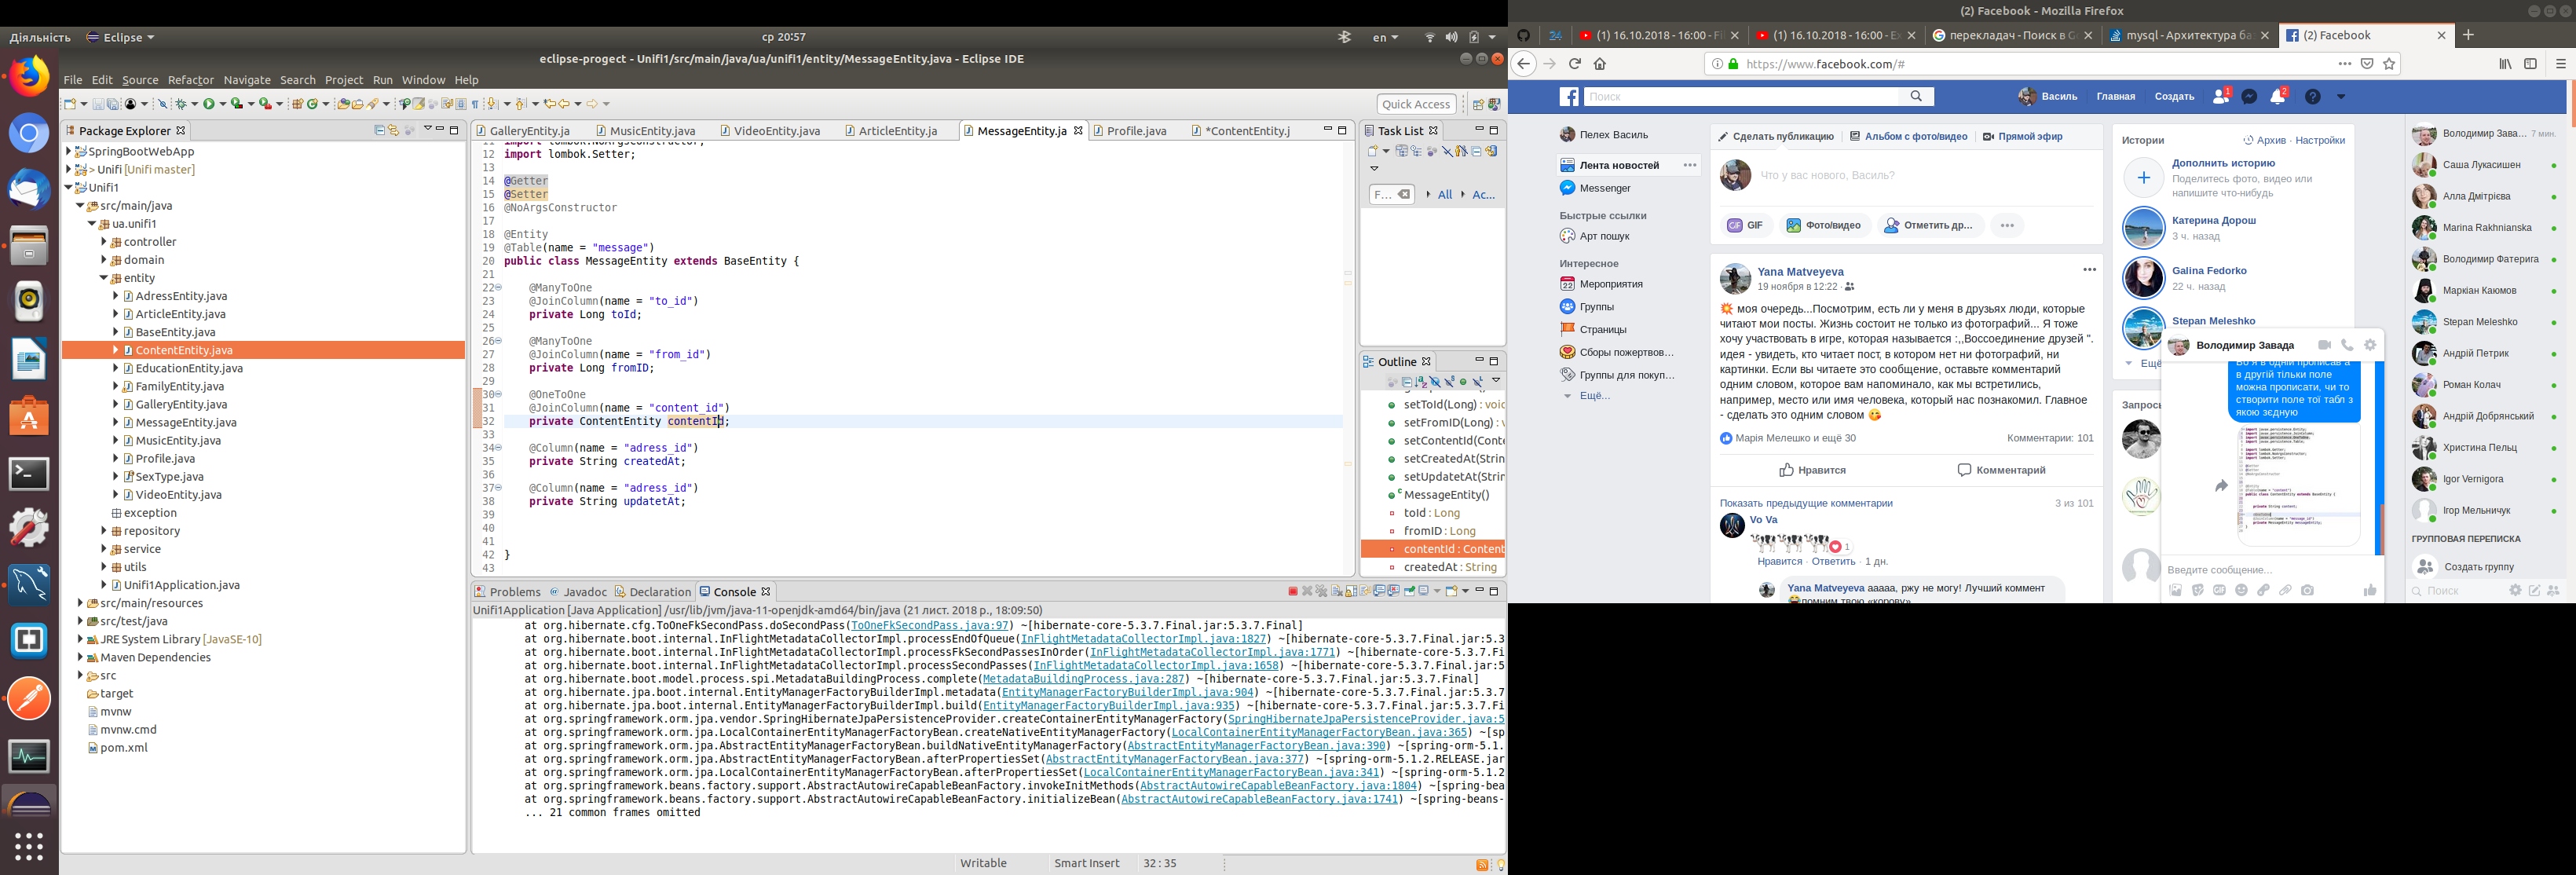 Діяльність
Eclipse
ср 20:57
en
eclipse-progect - Unifi1/src/main/java/ua/unifi1/entity/MessageEntity.java - Eclipse IDE
File Edit Source Refactor Navigate Search Project Run Window Help
Quick Access
Package Explorer
SpringBootWebApp
> Unifi [Unifi master]
Unifi1
src/main/java
ua.unifi1
controller
domain
entity
AdressEntity.java
ArticleEntity.java
BaseEntity.java
ContentEntity.java
EducationEntity.java
FamilyEntity.java
GalleryEntity.java
MessageEntity.java
MusicEntity.java
Profile.java
SexType.java
VideoEntity.java
exception
repository
service
utils
Unifi1Application.java
src/main/resources
src/test/java
JRE System Library [JavaSE-10]
Maven Dependencies
src
target
mvnw
mvnw.cmd
pom.xml
GalleryEntity.ja MusicEntity.java VideoEntity.java ArticleEntity.ja MessageEntity.ja Profile.java *ContentEntity.j
11 import lombok.NoArgsConstructor;
12 import lombok.Setter;
13
14 @Getter
15 @Setter
16 @NoArgsConstructor
17
18 @Entity
19 @Table(name = "message")
20 public class MessageEntity extends BaseEntity {
21
22 @ManyToOne
23 @JoinColumn(name = "to_id")
24 private Long toId;
25
26 @ManyToOne
27 @JoinColumn(name = "from_id")
28 private Long fromID;
29
30 @OneToOne
31 @JoinColumn(name = "content_id")
32 private ContentEntity contentId;
33
34 @Column(name = "adress_id")
35 private String createdAt;
36
37 @Column(name = "adress_id")
38 private String updatetAt;
39
40
41
42 }
43
Task List
F...
All
Ac...
Outline
setToId(Long) : voic
setFromID(Long) : v
setContentId(Conte
setCreatedAt(Strin
setUpdatetAt(Strin
MessageEntity()
toId : Long
fromID : Long
contentId : Content
createdAt : String
Problems @ Javadoc Declaration Console
Unifi1Application [Java Application] /usr/lib/jvm/java-11-openjdk-amd64/bin/java (21 лист. 2018 р., 18:09:50)
at org.hibernate.cfg.ToOneFkSecondPass.doSecondPass(ToOneFkSecondPass.java:97) ~[hibernate-core-5.3.7.Final.jar:5.3.7.Final]
at org.hibernate.boot.internal.InFlightMetadataCollectorImpl.processEndOfQueue(InFlightMetadataCollectorImpl.java:1827) ~[hibernate-core-5.3.7.Final.jar:5.3
at org.hibernate.boot.internal.InFlightMetadataCollectorImpl.processFkSecondPassesInOrder(InFlightMetadataCollectorImpl.java:1771) ~[hibernate-core-5.3.7.Fi
at org.hibernate.boot.internal.InFlightMetadataCollectorImpl.processSecondPasses(InFlightMetadataCollectorImpl.java:1658) ~[hibernate-core-5.3.7.Final.jar:5
at org.hibernate.boot.model.process.spi.MetadataBuildingProcess.complete(MetadataBuildingProcess.java:287) ~[hibernate-core-5.3.7.Final.jar:5.3.7.Final]
at org.hibernate.jpa.boot.internal.EntityManagerFactoryBuilderImpl.metadata(EntityManagerFactoryBuilderImpl.java:904) ~[hibernate-core-5.3.7.Final.jar:5.3.7
at org.hibernate.jpa.boot.internal.EntityManagerFactoryBuilderImpl.build(EntityManagerFactoryBuilderImpl.java:935) ~[hibernate-core-5.3.7.Final.jar:5.3.7.Fi
at org.springframework.orm.jpa.vendor.SpringHibernateJpaPersistenceProvider.createContainerEntityManagerFactory(SpringHibernateJpaPersistenceProvider.java:5
at org.springframework.orm.jpa.LocalContainerEntityManagerFactoryBean.createNativeEntityManagerFactory(LocalContainerEntityManagerFactoryBean.java:365) ~[sp
at org.springframework.orm.jpa.AbstractEntityManagerFactoryBean.buildNativeEntityManagerFactory(AbstractEntityManagerFactoryBean.java:390) ~[spring-orm-5.1.
at org.springframework.orm.jpa.AbstractEntityManagerFactoryBean.afterPropertiesSet(AbstractEntityManagerFactoryBean.java:377) ~[spring-orm-5.1.2.RELEASE.jar
at org.springframework.orm.jpa.LocalContainerEntityManagerFactoryBean.afterPropertiesSet(LocalContainerEntityManagerFactoryBean.java:341) ~[spring-orm-5.1.2
at org.springframework.beans.factory.support.AbstractAutowireCapableBeanFactory.invokeInitMethods(AbstractAutowireCapableBeanFactory.java:1804) ~[spring-bea
at org.springframework.beans.factory.support.AbstractAutowireCapableBeanFactory.initializeBean(AbstractAutowireCapableBeanFactory.java:1741) ~[spring-beans-
... 21 common frames omitted
Writable
Smart Insert
32 : 35
(2) Facebook - Mozilla Firefox
24
(1) 16.10.2018 - 16:00 - Fi
(1) 16.10.2018 - 16:00 - Ex
перекладач - Поиск в G
mysql - Архитектура ба
(2) Facebook
https://www.facebook.com/#
Поиск
Василь
Главная
Создать
1
2
Пелех Василь
Лента новостей
Messenger
Быстрые ссылки
Арт пошук
Интересное
22
Мероприятия
Группы
Страницы
Сборы пожертвов...
Группы для покуп...
Ещё...
Сделать публикацию
Альбом с фото/видео
Прямой эфир
Что у вас нового, Василь?
GIF
Фото/видео
Отметить др...
Yana Matveyeva
19 ноября в 12:22
💥 моя очередь...Посмотрим, есть ли у меня в друзьях люди, которые
читают мои посты. Жизнь состоит не только из фотографий... Я тоже
хочу участвовать в игре, которая называется :,,Воссоединение друзей ".
идея - увидеть, кто читает пост, в котором нет ни фотографий, ни
картинки. Если вы читаете это сообщение, оставьте комментарий
одним словом, которое вам напоминало, как мы встретились,
например, место или имя человека, который нас познакомил. Главное
- сделать это одним словом 😘
Марія Мелешко и ещё 30
Комментарии: 101
Нравится
Комментарий
Показать предыдущие комментарии
3 из 101
Vo Va
🐄🐄🐄
1
Нравится · Ответить · 1 дн.
Yana Matveyeva ааааа, ржу не могу! Лучший коммент
😂помним твою «корову»
Истории
Архив · Настройки
Дополнить историю
Поделитесь фото, видео или
напишите что-нибудь
Катерина Дорош
3 ч. назад
Galina Fedorko
22 ч. назад
Stepan Meleshko
Ещё
Запрось
Володимир Завада
Бо я в одній прописав а
в другій тільки поле
можна прописати, чи то
створити поле тої табл з
якою зєдную
Введите сообщение...
Володимир Зава...
7 мин.
Саша Лукасишен
Алла Дмітрієва
Marina Rakhnianska
Володимир Фатерига
Маркіан Каюмов
Stepan Meleshko
Андрій Петрик
Роман Колач
Андрій Добрянський
Христина Пельц
Igor Vernigora
Ігор Мельничук
ГРУППОВАЯ ПЕРЕПИСКА
Создать группу
Поиск